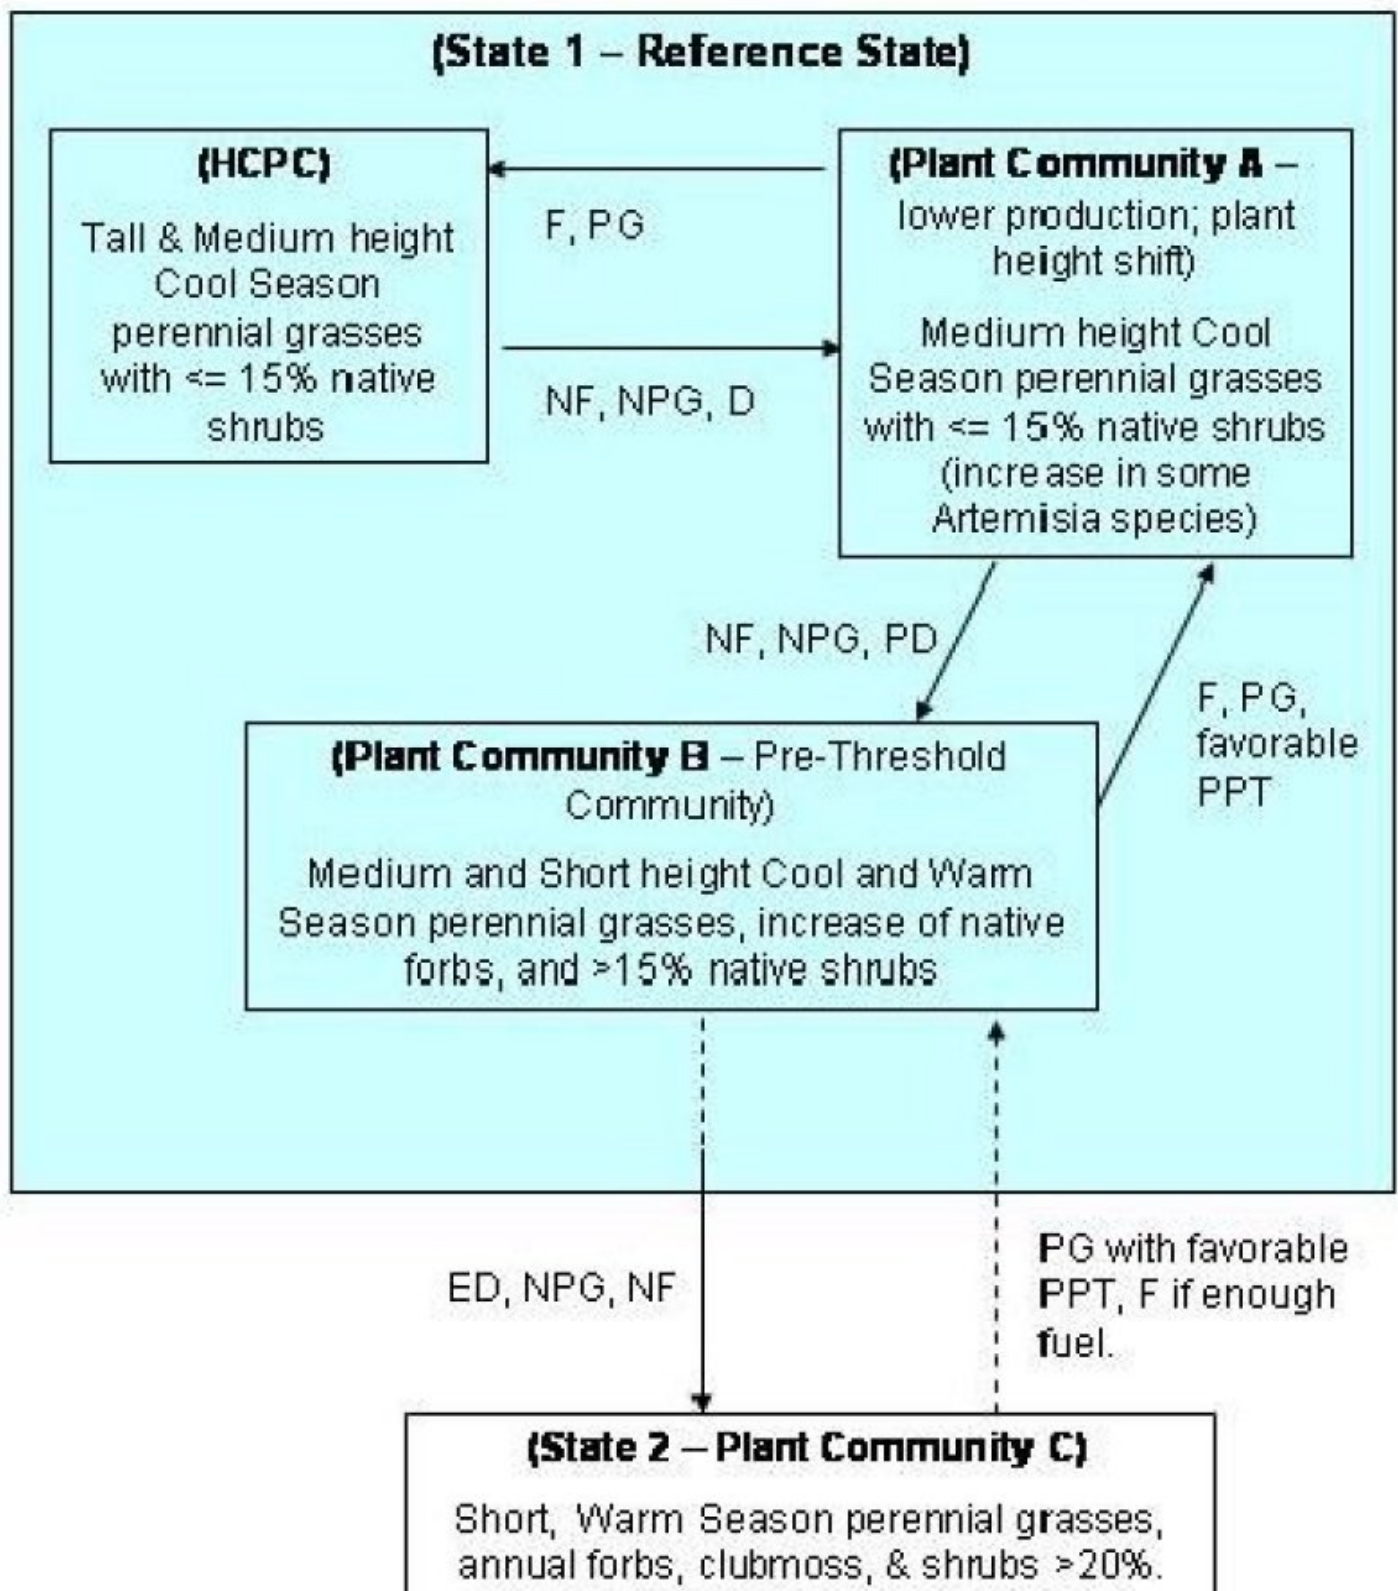 (State 1 – Reference State)
(HCPC)
Tall & Medium height
Cool Season
perennial grasses
with <= 15% native
shrubs
F, PG
NF, NPG, D
(Plant Community A –
lower production; plant
height shift)
Medium height Cool
Season perennial grasses
with <= 15% native shrubs
(increase in some
Artemisia species)
NF, NPG, PD
F, PG,
favorable
PPT
(Plant Community B – Pre-Threshold
Community)
Medium and Short height Cool and Warm
Season perennial grasses, increase of native
forbs, and >15% native shrubs
ED, NPG, NF
PG with favorable
PPT, F if enough
fuel.
(State 2 – Plant Community C)
Short, Warm Season perennial grasses,
annual forbs, clubmoss, & shrubs >20%.